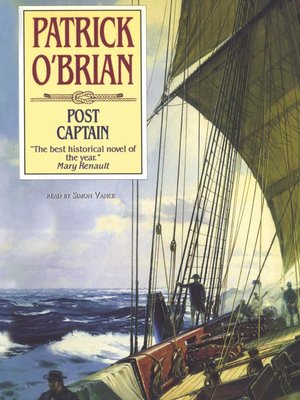 PATRICK
O'BRIAN
POST
CAPTAIN
"The best historical novel of
the year."
Mary Renault
READ BY SIMON VANCE